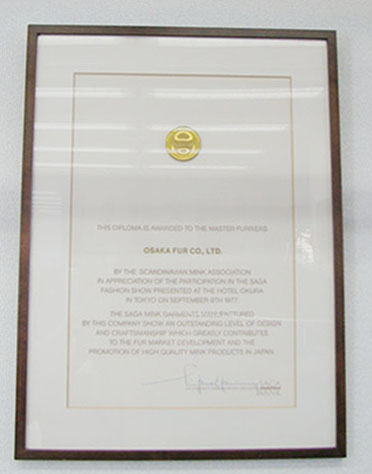 THIS DIPLOMA IS AWARDED TO THE MASTER FURRIERS
OSAKA FUR CO., LTD.
BY THE SCANDINAVIAN MINK ASSOCIATION
IN APPRECIATION OF THE PARTICIPATION IN THE SAGA
FASHION SHOW PRESENTED AT THE HOTEL OKURA
IN TOKYO ON SEPTEMBER 6TH 1977.
THE SAGA MINK GARMENTS MANUFACTURED
BY THIS COMPANY SHOW AN OUTSTANDING LEVEL OF DESIGN
AND CRAFTSMANSHIP WHICH GREATLY CONTRIBUTES
TO THE FUR MARKET DEVELOPMENT AND THE
PROMOTION OF HIGH QUALITY MINK PRODUCTS IN JAPAN.